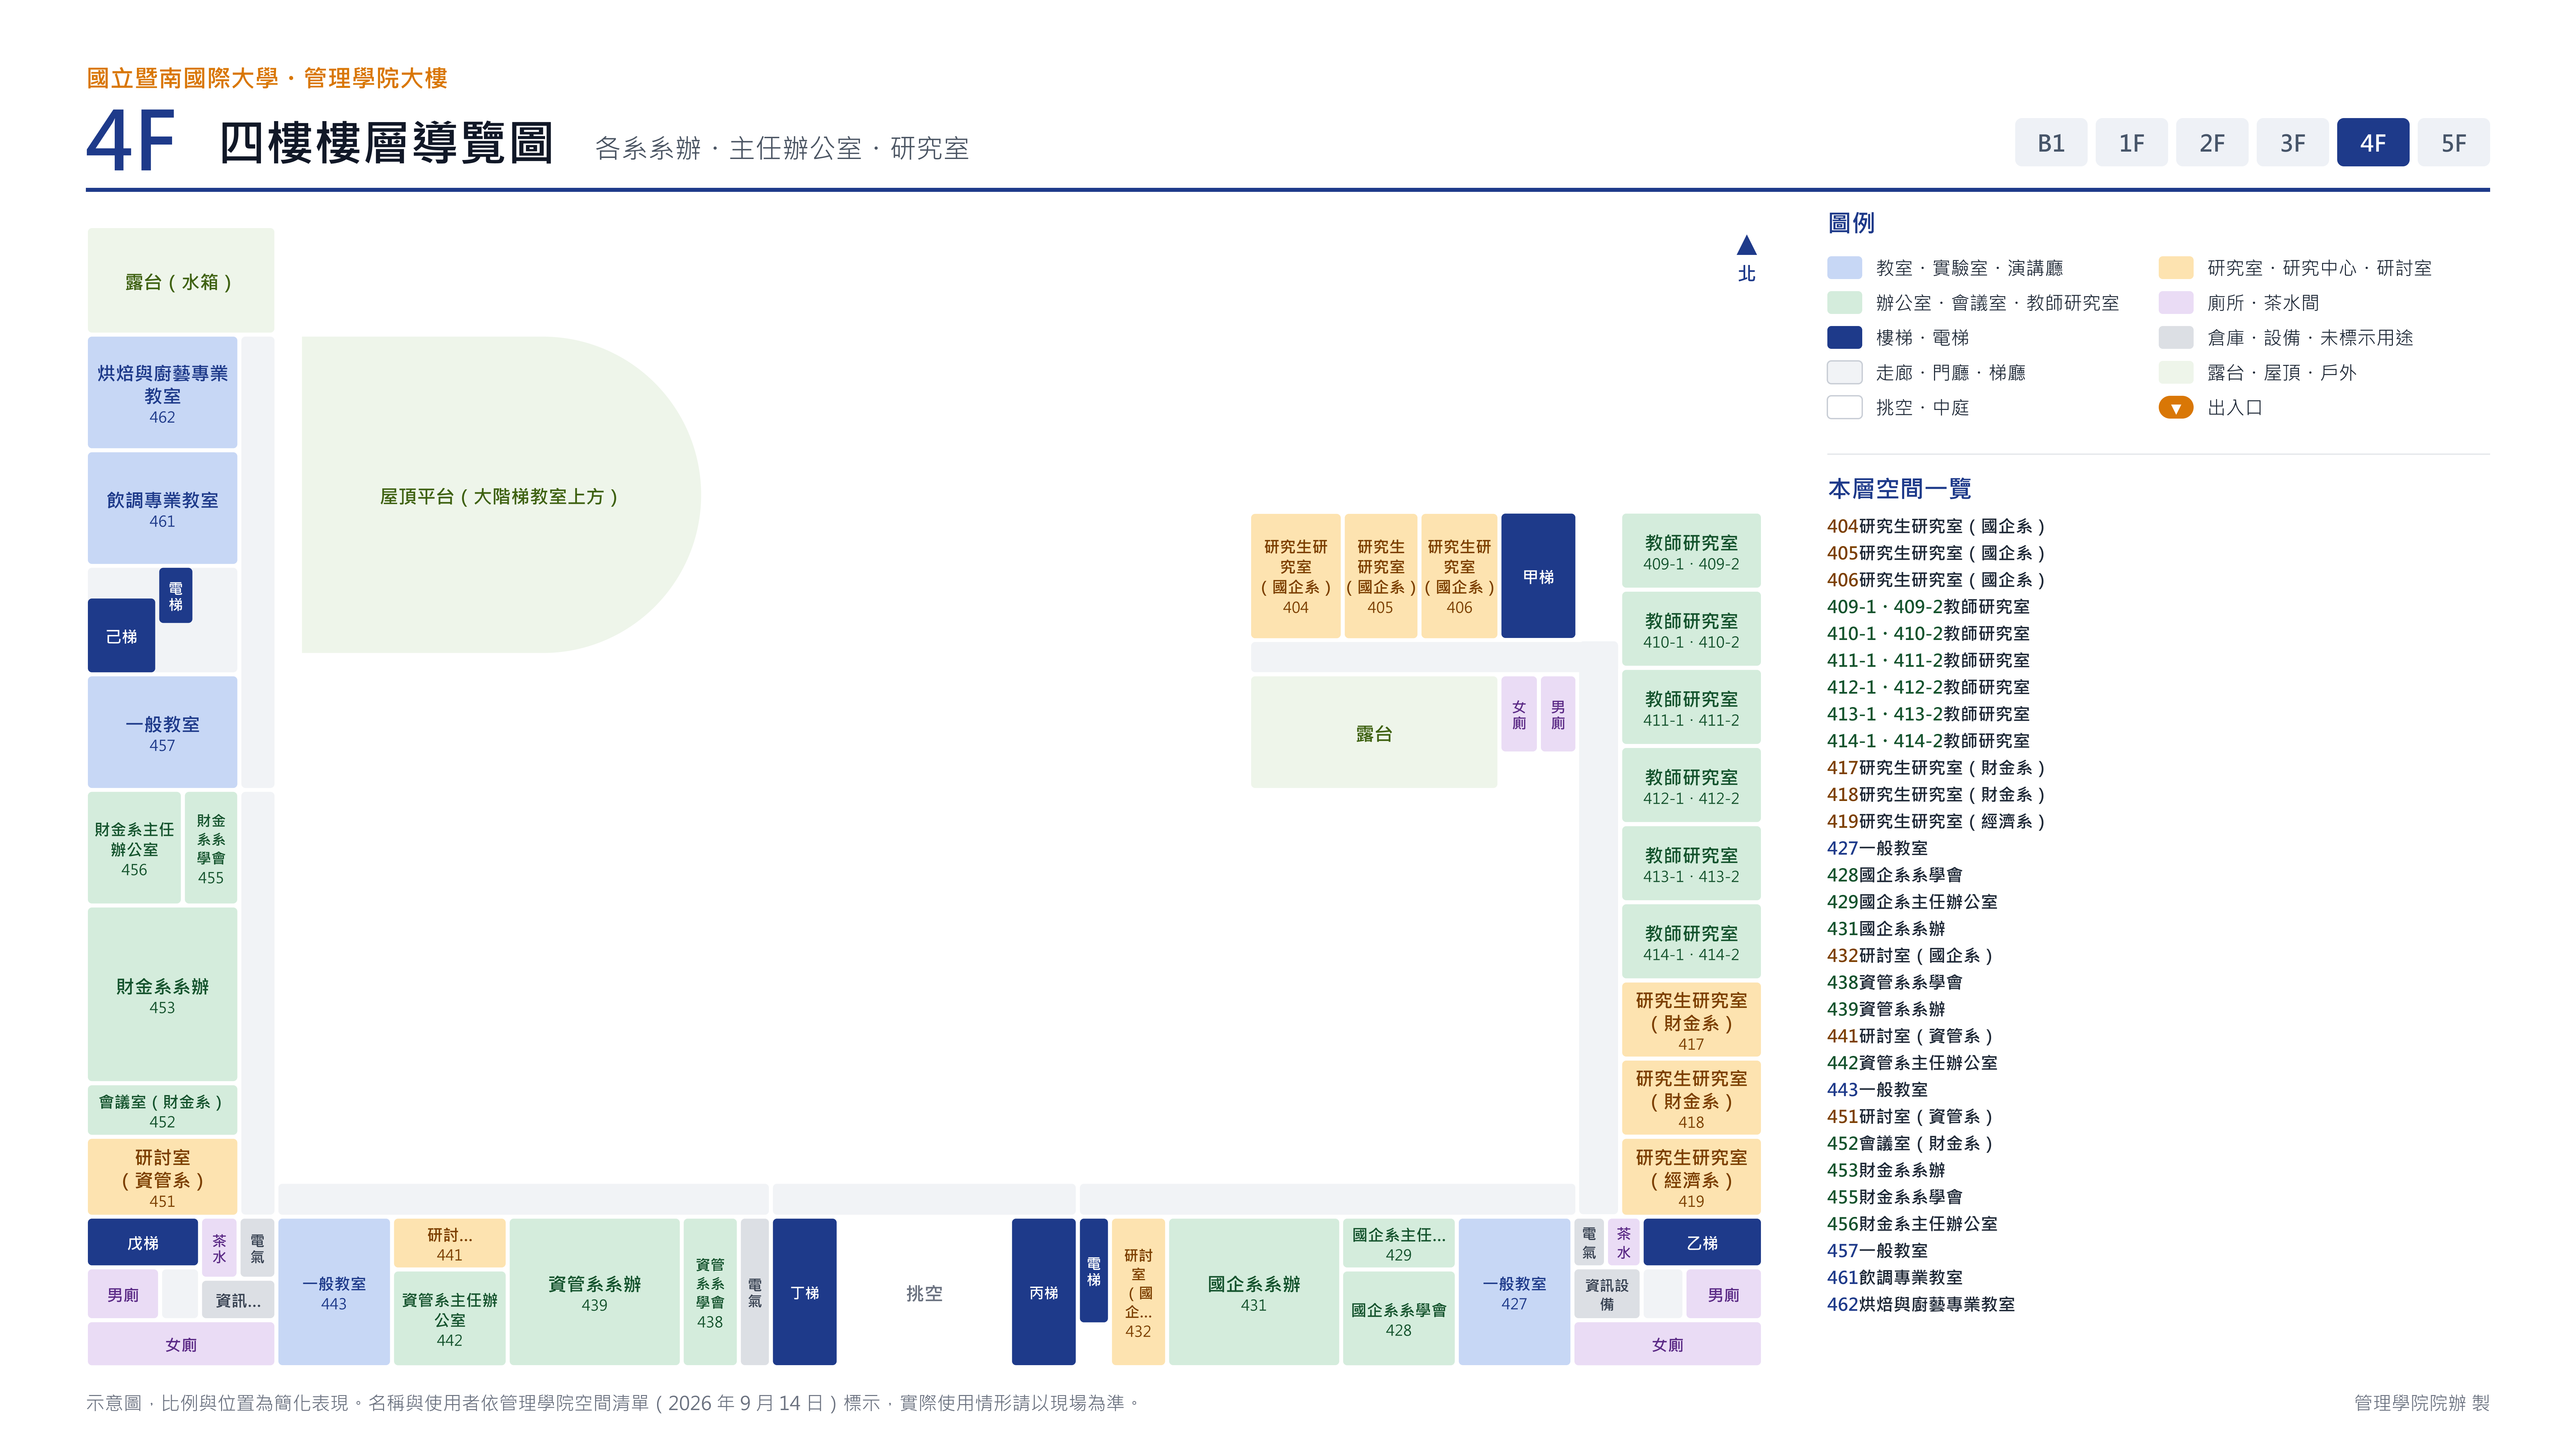 國立暨南國際大學・管理學院大樓
4F 四樓樓層導覽圖 各系系辦・主任辦公室・研究室
B1 1F 2F 3F 4F 5F
露台(水箱)
烘焙與廚藝專業
教室
462
飲調專業教室
461
電
梯
己梯
一般教室
457
財金系主任
辦公室
456
財金
系系
學會
455
財金系系辦
453
會議室(財金系)
452
研討室
(資管系)
451
戊梯
茶
水
電
氣
男廁
資訊...
女廁
屋頂平台(大階梯教室上方)
▲
北
研究生研
究室
(國企系)
404
研究生
研究室
(國企系)
405
研究生研
究室
(國企系)
406
甲梯
露台
女
廁
男
廁
教師研究室
409-1・409-2
教師研究室
410-1・410-2
教師研究室
411-1・411-2
教師研究室
412-1・412-2
教師研究室
413-1・413-2
教師研究室
414-1・414-2
研究生研究室
(財金系)
417
研究生研究室
(財金系)
418
研究生研究室
(經濟系)
419
一般教室
443
研討...
441
資管系主任辦
公室
442
資管系系辦
439
資管
系系
學會
438
電
氣
丁梯
挑空
丙梯
電
梯
研討
室
(國
企...
432
國企系系辦
431
國企系主任...
429
國企系系學會
428
一般教室
427
電
氣
茶
水
乙梯
資訊設
備
男廁
女廁
圖例
教室・實驗室・演講廳
研究室・研究中心・研討室
辦公室・會議室・教師研究室
廁所・茶水間
樓梯・電梯
倉庫・設備・未標示用途
走廊・門廳・梯廳
露台・屋頂・戶外
挑空・中庭
▼ 出入口
本層空間一覽
404研究生研究室(國企系)
405研究生研究室(國企系)
406研究生研究室(國企系)
409-1・409-2教師研究室
410-1・410-2教師研究室
411-1・411-2教師研究室
412-1・412-2教師研究室
413-1・413-2教師研究室
414-1・414-2教師研究室
417研究生研究室(財金系)
418研究生研究室(財金系)
419研究生研究室(經濟系)
427一般教室
428國企系系學會
429國企系主任辦公室
431國企系系辦
432研討室(國企系)
438資管系系學會
439資管系系辦
441研討室(資管系)
442資管系主任辦公室
443一般教室
451研討室(資管系)
452會議室(財金系)
453財金系系辦
455財金系系學會
456財金系主任辦公室
457一般教室
461飲調專業教室
462烘焙與廚藝專業教室
示意圖,比例與位置為簡化表現。名稱與使用者依管理學院空間清單(2026 年 9 月 14 日)標示,實際使用情形請以現場為準。
管理學院院辦 製